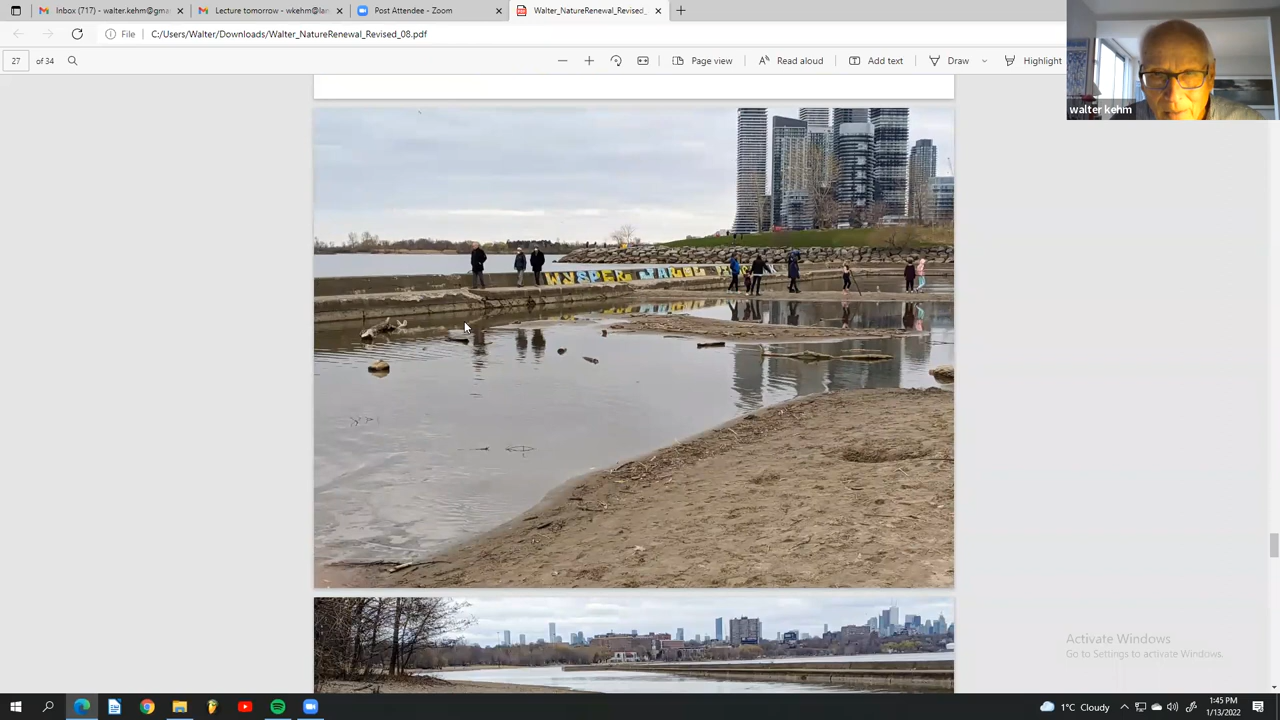 Inbox (717) - walter.kehm@gma
Lecture tomorrow - wkehm@lan
Post Attendee - Zoom
Walter_NatureRenewal_Revised_
File
C:/Users/Walter/Downloads/Walter_NatureRenewal_Revised_08.pdf
27 of 34
Page view
Read aloud
Add text
Draw
Highlight
walter kehm
Activate Windows
Go to Settings to activate Windows.
1°C Cloudy
1:45 PM
1/13/2022